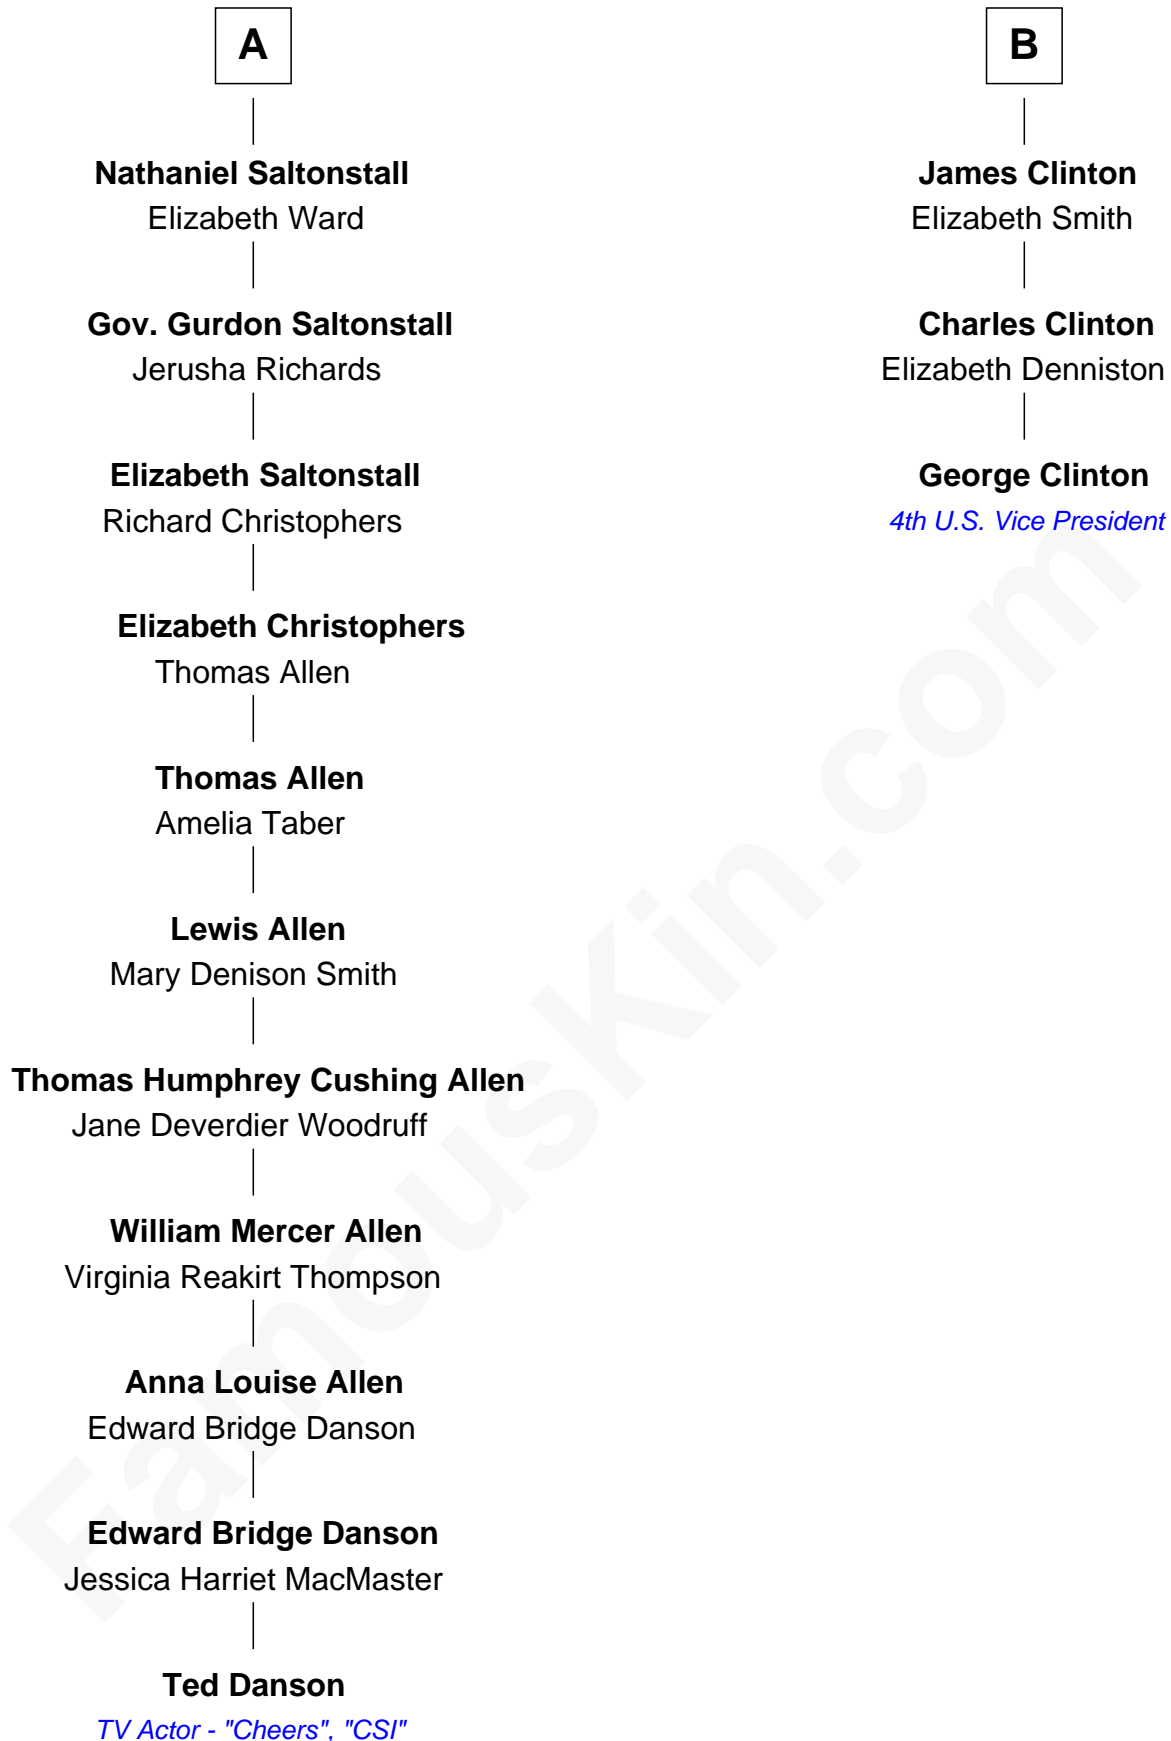 A
Nathaniel Saltonstall
Elizabeth Ward
Gov. Gurdon Saltonstall
Jerusha Richards
Elizabeth Saltonstall
Richard Christophers
Elizabeth Christophers
Thomas Allen
Thomas Allen
Amelia Taber
Lewis Allen
Mary Denison Smith
Thomas Humphrey Cushing Allen
Jane Deverdier Woodruff
William Mercer Allen
Virginia Reakirt Thompson
Anna Louise Allen
Edward Bridge Danson
Edward Bridge Danson
Jessica Harriet MacMaster
Ted Danson
TV Actor - "Cheers", "CSI"
B
James Clinton
Elizabeth Smith
Charles Clinton
Elizabeth Denniston
George Clinton
4th U.S. Vice President
FamousKin.com